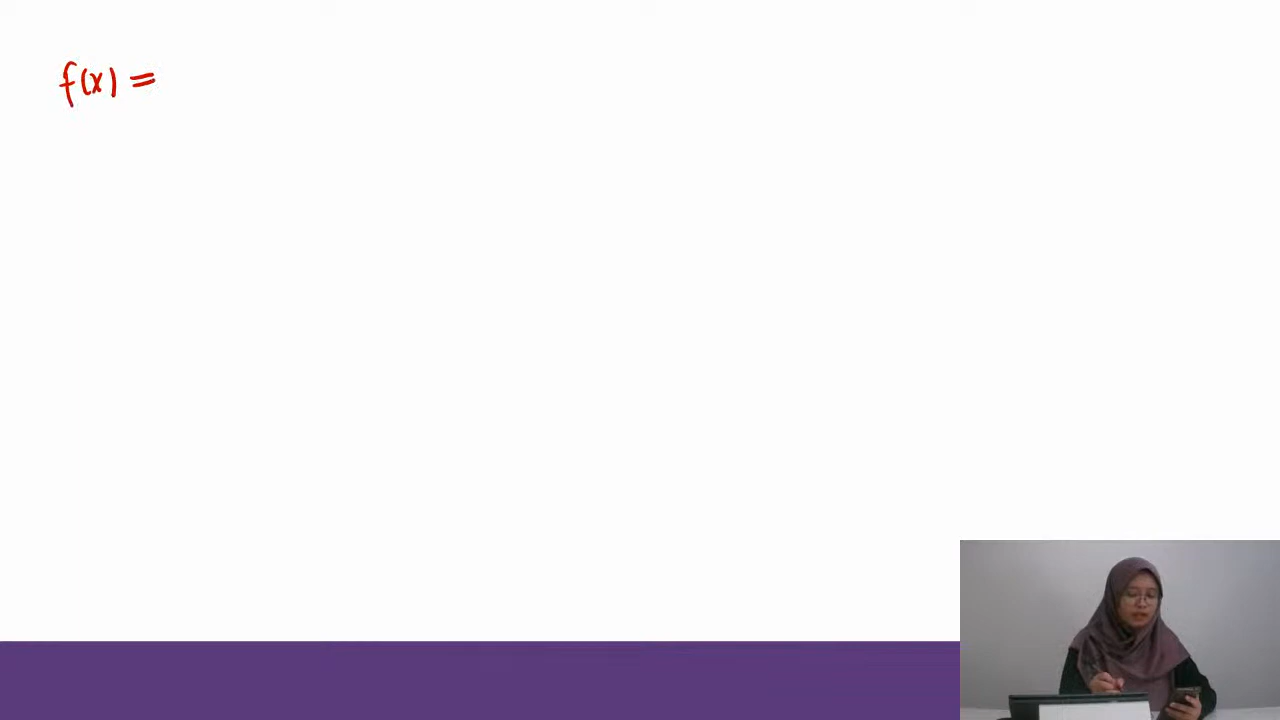 f(x) =